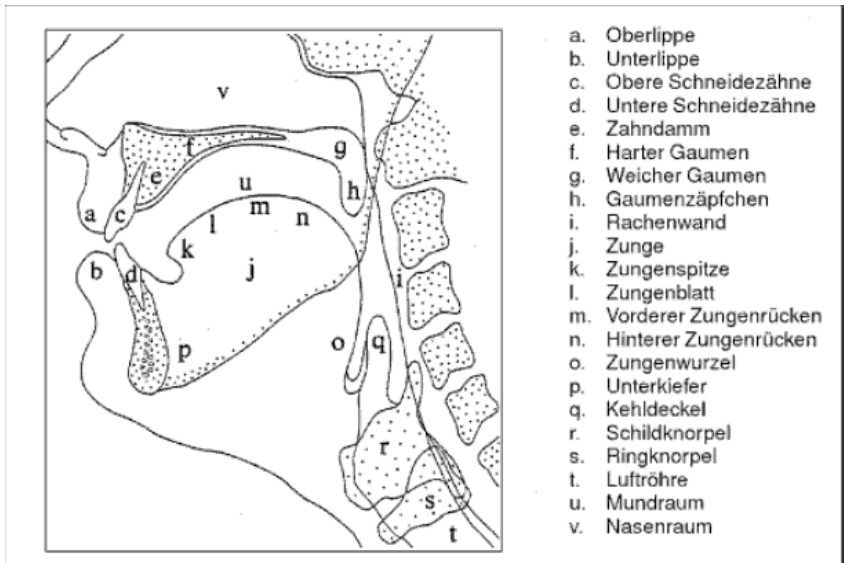 v
f
g
e
u
h
a
c
m
l
n
k
b
d
j
i
o
q
p
r
s
t
a. Oberlippe
b. Unterlippe
c. Obere Schneidezähne
d. Untere Schneidezähne
e. Zahndamm
f. Harter Gaumen
g. Weicher Gaumen
h. Gaumenzäpfchen
i. Rachenwand
j. Zunge
k. Zungenspitze
l. Zungenblatt
m. Vorderer Zungenrücken
n. Hinterer Zungenrücken
o. Zungenwurzel
p. Unterkiefer
q. Kehldeckel
r. Schildknorpel
s. Ringknorpel
t. Luftröhre
u. Mundraum
v. Nasenraum